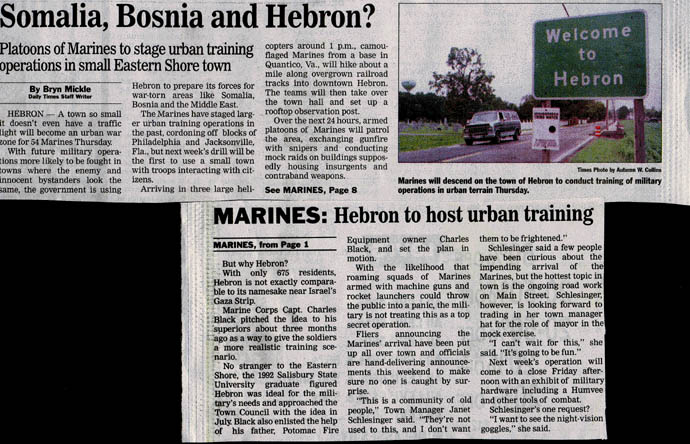 Somalia, Bosnia and Hebron?
Platoons of Marines to stage urban training
operations in small Eastern Shore town
By Bryn Mickle
Daily Times Staff Writer
HEBRON — A town so small
it doesn't even have a traffic
light will become an urban war
zone for 54 Marines Thursday.
With future military opera-
tions more likely to be fought in
towns where the enemy and
innocent bystanders look the
same, the government is using
Hebron to prepare its forces for
war-torn areas like Somalia,
Bosnia and the Middle East.
The Marines have staged larg-
er urban training operations in
the past, cordoning off blocks of
Philadelphia and Jacksonville,
Fla., but next week's drill will be
the first to use a small town
with troops interacting with cit-
izens.
Arriving in three large heli-
copters around 1 p.m., camou-
flaged Marines from a base in
Quantico, Va., will hike about a
mile along overgrown railroad
tracks into downtown Hebron.
The teams will then take over
the town hall and set up a
rooftop observation post.
Over the next 24 hours, armed
platoons of Marines will patrol
the area, exchanging gunfire
with snipers and conducting
mock raids on buildings suppos-
edly housing insurgents and
contraband weapons.
See MARINES, Page 8
Welcome
to
Hebron
Times Photo by Autumn W. Collins
Marines will descend on the town of Hebron to conduct training of military
operations in urban terrain Thursday.
MARINES: Hebron to host urban training
MARINES, from Page 1
But why Hebron?
With only 675 residents,
Hebron is not exactly compara-
ble to its namesake near Israel's
Gaza Strip.
Marine Corps Capt. Charles
Black pitched the idea to his
superiors about three months
ago as a way to give the soldiers
a more realistic training sce-
nario.
No stranger to the Eastern
Shore, the 1992 Salisbury State
University graduate figured
Hebron was ideal for the mili-
tary's needs and approached the
Town Council with the idea in
July. Black also enlisted the help
of his father, Potomac Fire
Equipment owner Charles
Black, and set the plan in
motion.
With the likelihood that
roaming squads of Marines
armed with machine guns and
rocket launchers could throw
the public into a panic, the mili-
tary is not treating this as a top
secret operation.
Fliers announcing the
Marines' arrival have been put
up all over town and officials
are hand-delivering announce-
ments this weekend to make
sure no one is caught by sur-
prise.
"This is a community of old
people," Town Manager Janet
Schlesinger said. "They're not
used to this, and I don't want
them to be frightened."
Schlesinger said a few people
have been curious about the
impending arrival of the
Marines, but the hottest topic in
town is the ongoing road work
on Main Street. Schlesinger,
however, is looking forward to
trading in her town manager
hat for the role of mayor in the
mock exercise.
"I can't wait for this," she
said. "It's going to be fun."
Next week's operation will
come to a close Friday after-
noon with an exhibit of military
hardware including a Humvee
and other tools of combat.
Schlesinger's one request?
"I want to see the night-vision
goggles," she said.